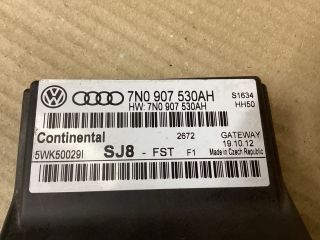 7N0 907 530AH S1634
HW: 7N0 907 530AH HH50
Continental 2672 GATEWAY
5WK50029I SJ8 - FST F1 19.10.12
Made in Czech Republic